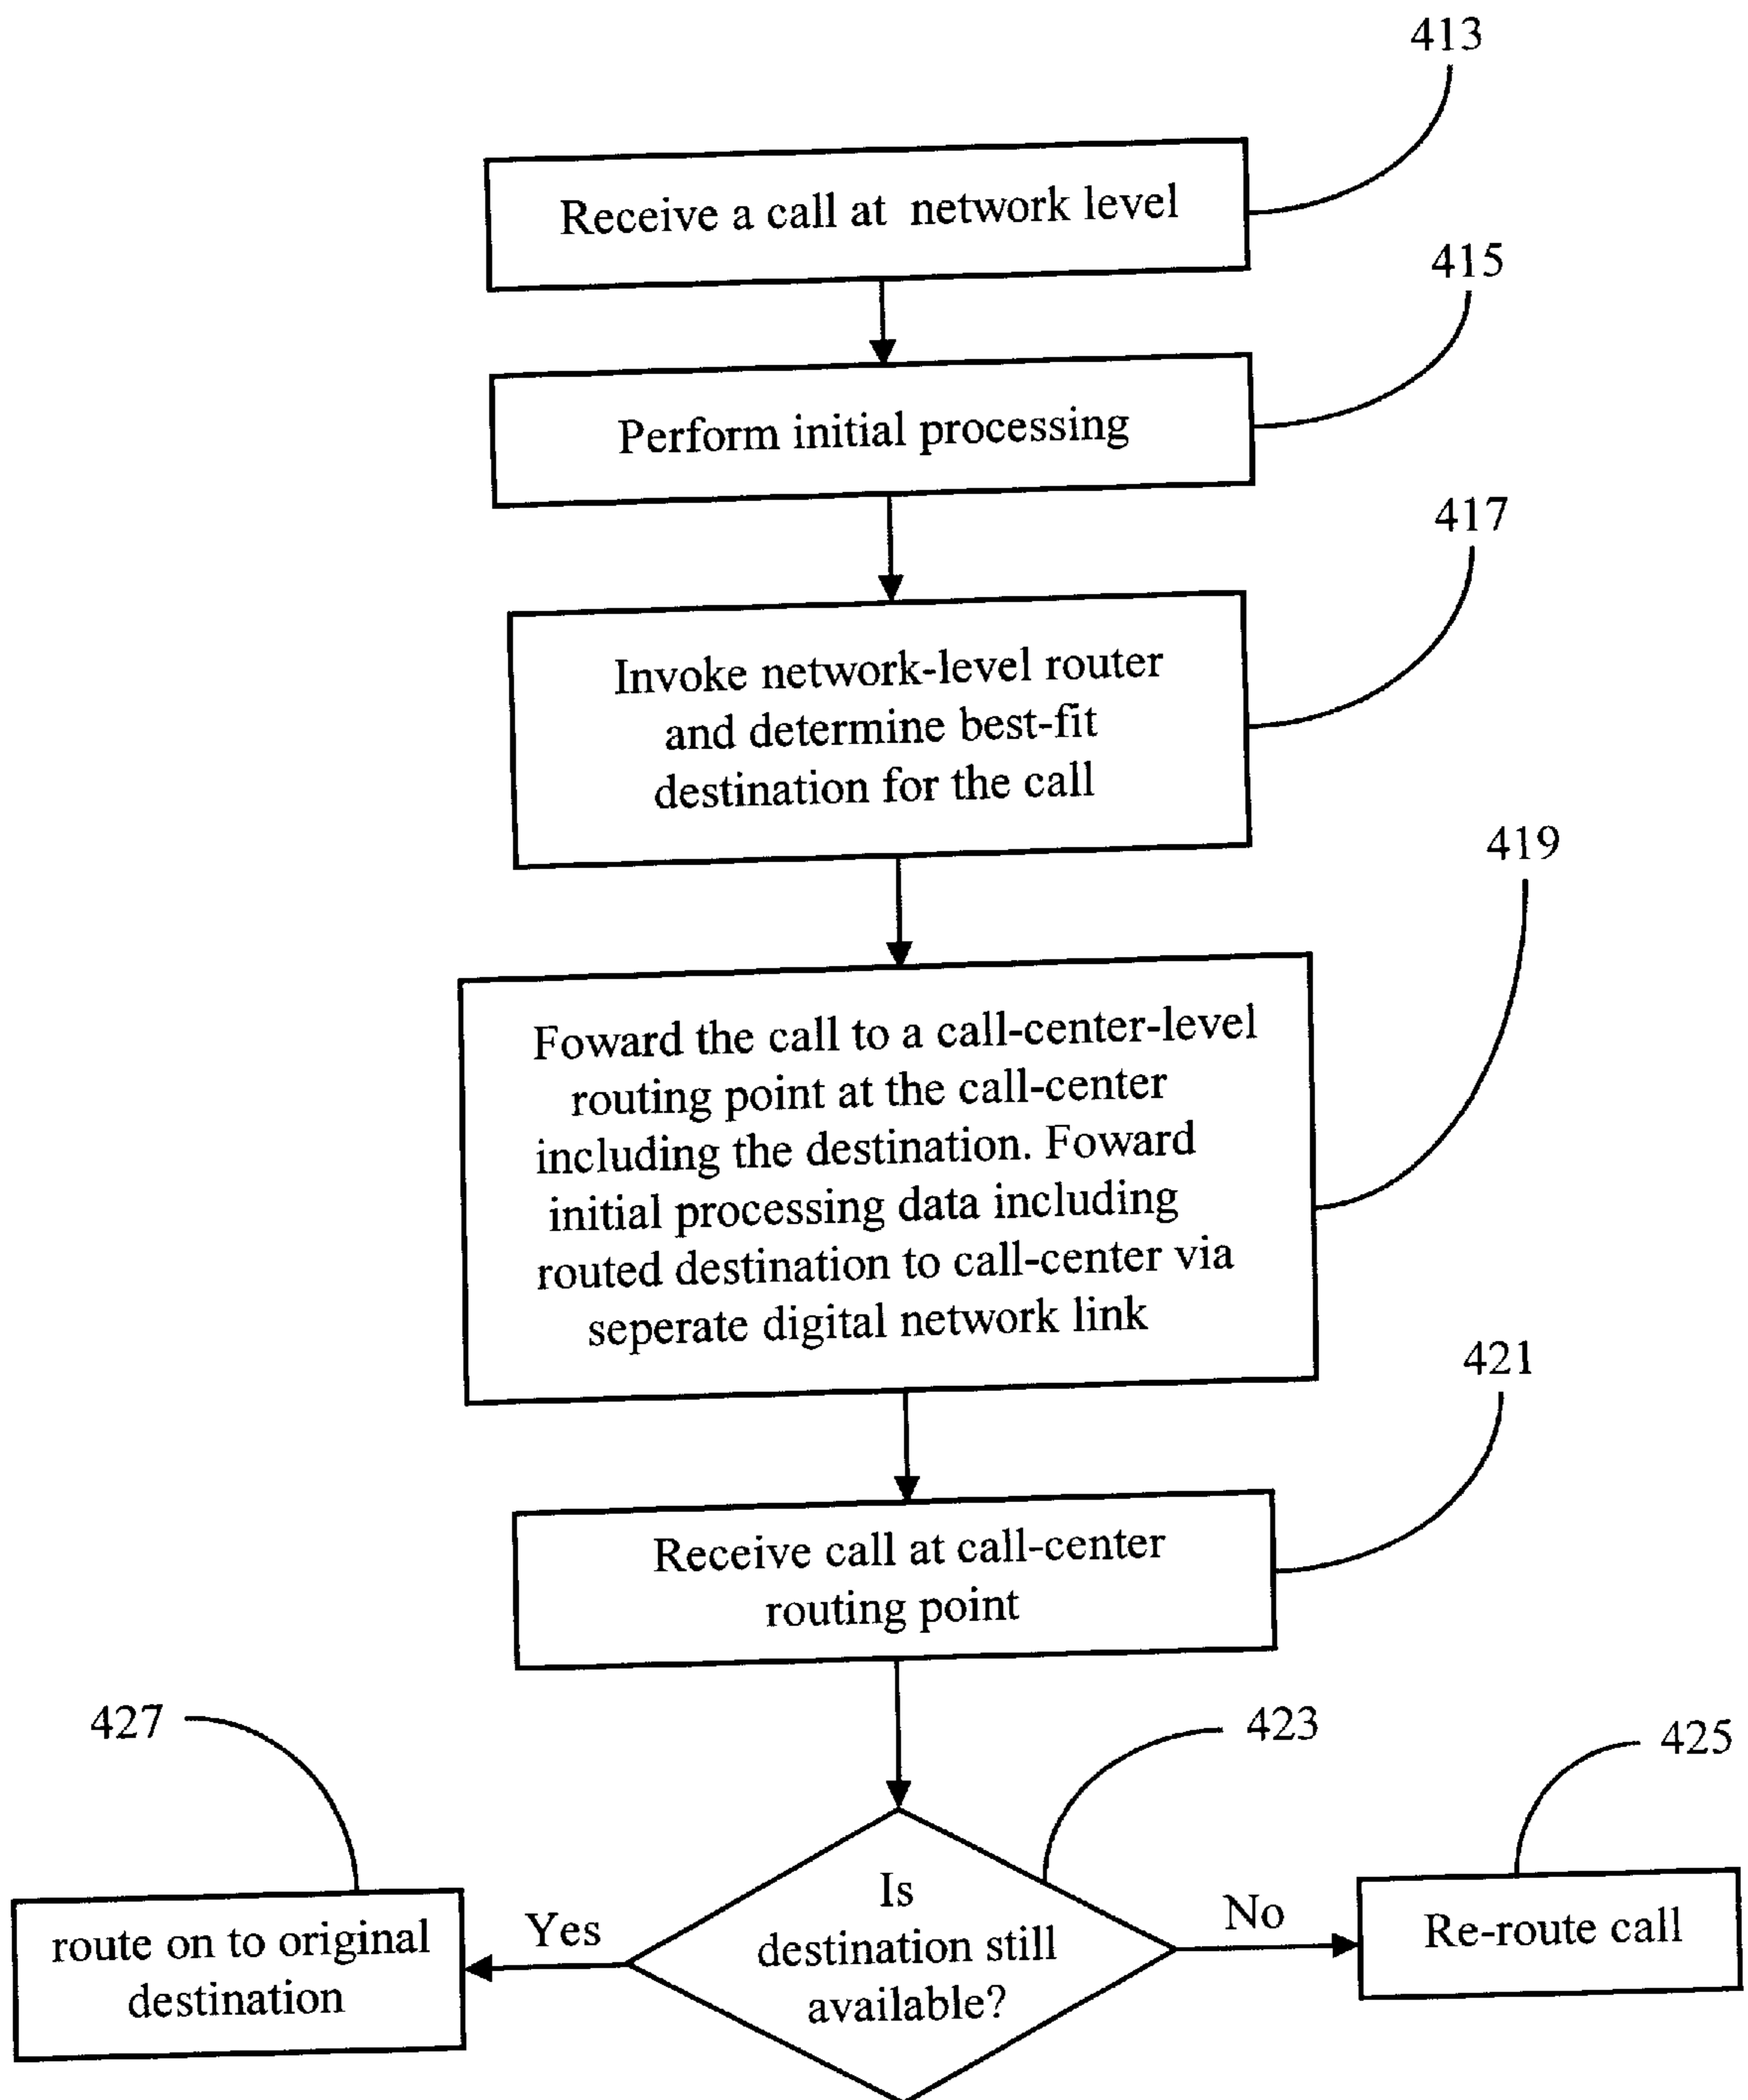 413
Receive a call at network level
415
Perform initial processing
417
Invoke network-level router
and determine best-fit
destination for the call
419
Foward the call to a call-center-level
routing point at the call-center
including the destination. Foward
initial processing data including
routed destination to call-center via
seperate digital network link
421
Receive call at call-center
routing point
427
423
425
Is
destination still
available?
Yes
No
route on to original
destination
Re-route call